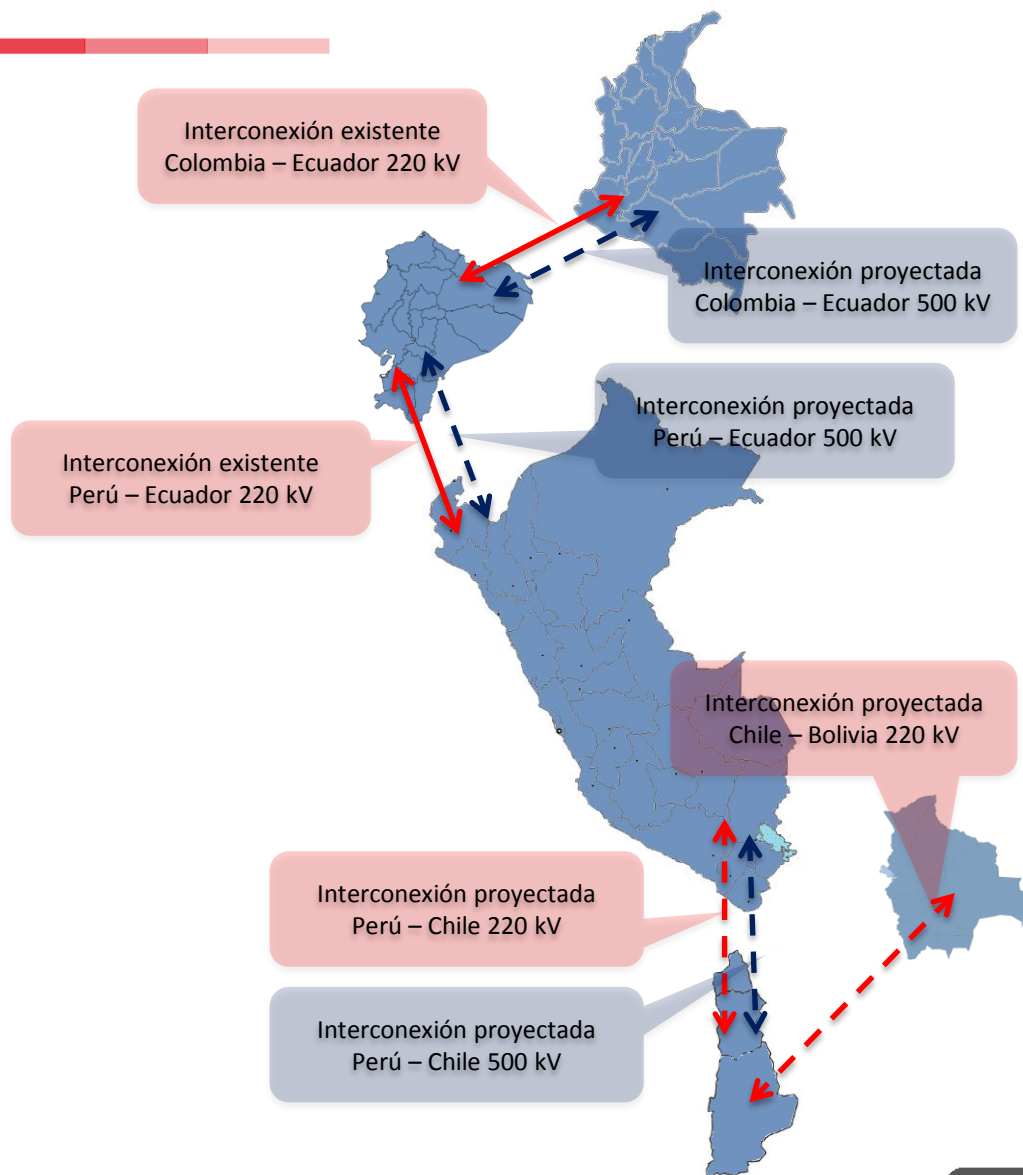 Interconexión existente
Colombia – Ecuador 220 kV
Interconexión proyectada
Colombia – Ecuador 500 kV
Interconexión proyectada
Perú – Ecuador 500 kV
Interconexión existente
Perú – Ecuador 220 kV
Interconexión proyectada
Chile – Bolivia 220 kV
Interconexión proyectada
Perú – Chile 220 kV
Interconexión proyectada
Perú – Chile 500 kV